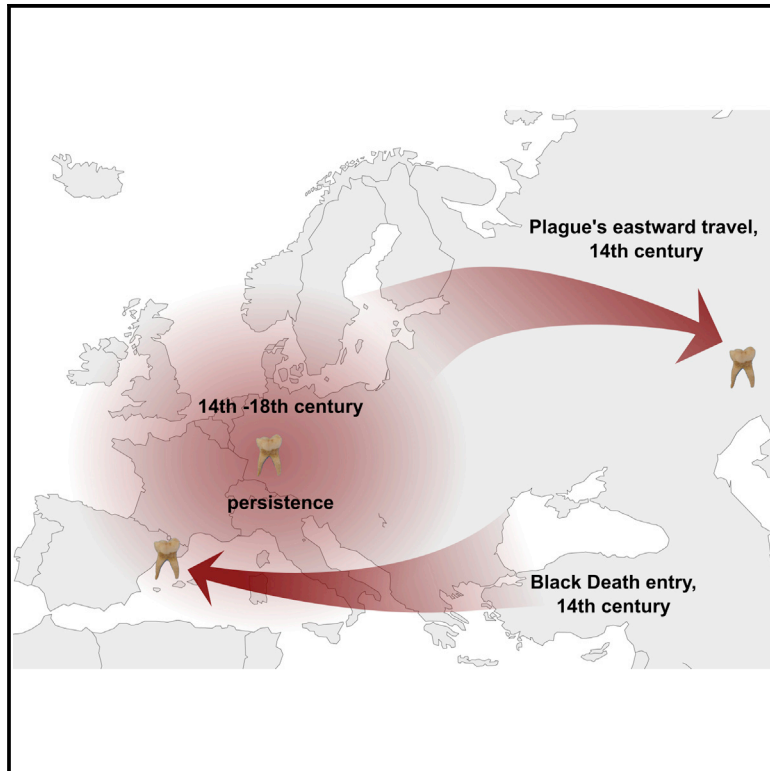 Plague's eastward travel,
14th century
14th -18th century
persistence
Black Death entry,
14th century